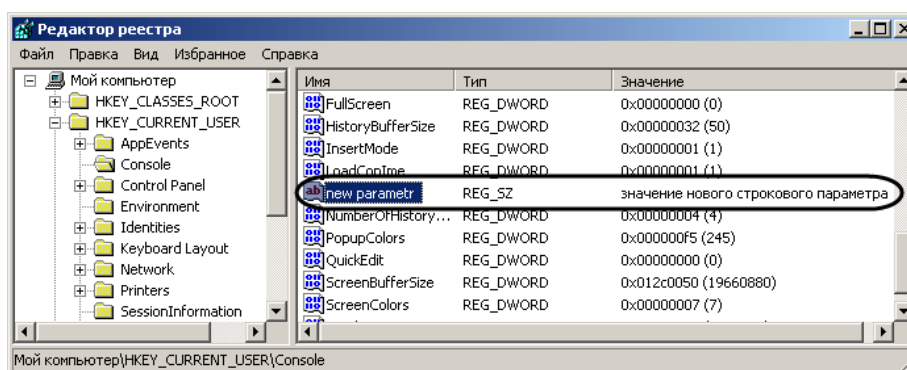 Редактор реестра
Файл Правка Вид Избранное Справка
Мой компьютер
HKEY_CLASSES_ROOT
HKEY_CURRENT_USER
AppEvents
Console
Control Panel
Environment
Identities
Keyboard Layout
Network
Printers
SessionInformation
Имя Тип Значение
FullScreen REG_DWORD 0x00000000 (0)
HistoryBufferSize REG_DWORD 0x00000032 (50)
InsertMode REG_DWORD 0x00000001 (1)
LoadConIme REG_DWORD 0x00000001 (1)
new parametr REG_SZ значение нового строкового параметра
NumberOfHistory... REG_DWORD 0x00000004 (4)
PopupColors REG_DWORD 0x000000f5 (245)
QuickEdit REG_DWORD 0x00000000 (0)
ScreenBufferSize REG_DWORD 0x012c0050 (19660880)
ScreenColors REG_DWORD 0x00000007 (7)
Мой компьютер\HKEY_CURRENT_USER\Console